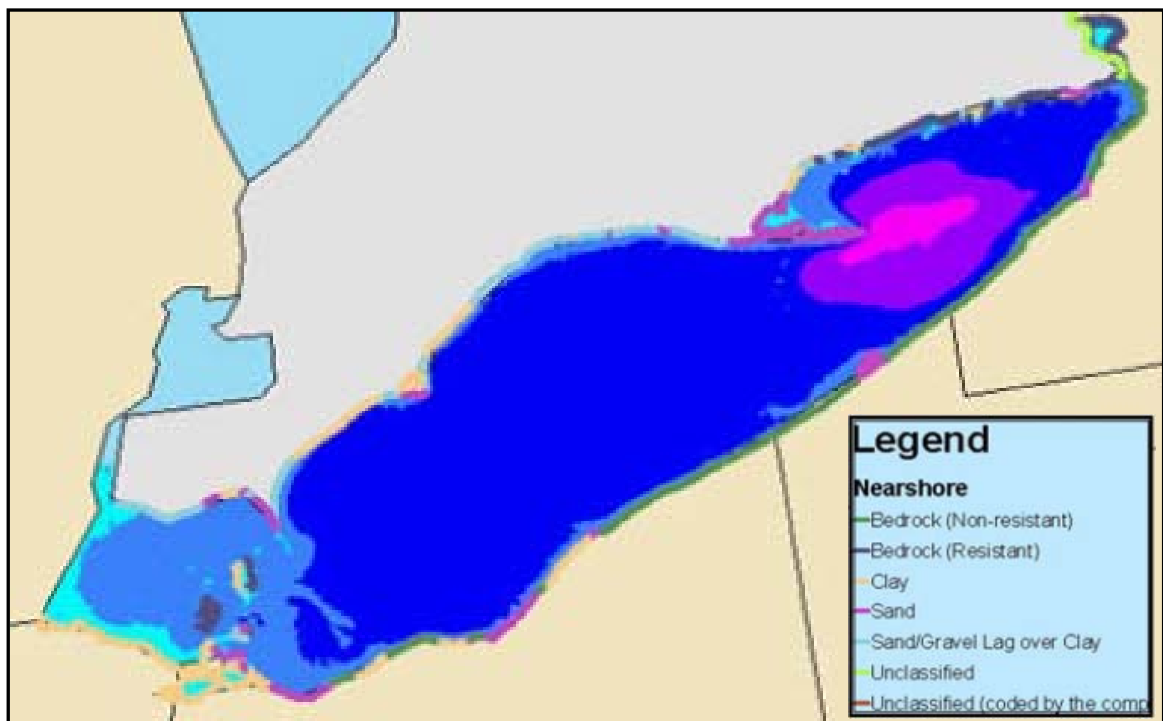 Legend
Nearshore
Bedrock (Non-resistant)
Bedrock (Resistant)
Clay
Sand
Sand/Gravel Lag over Clay
Unclassified
Unclassified (coded by the comp